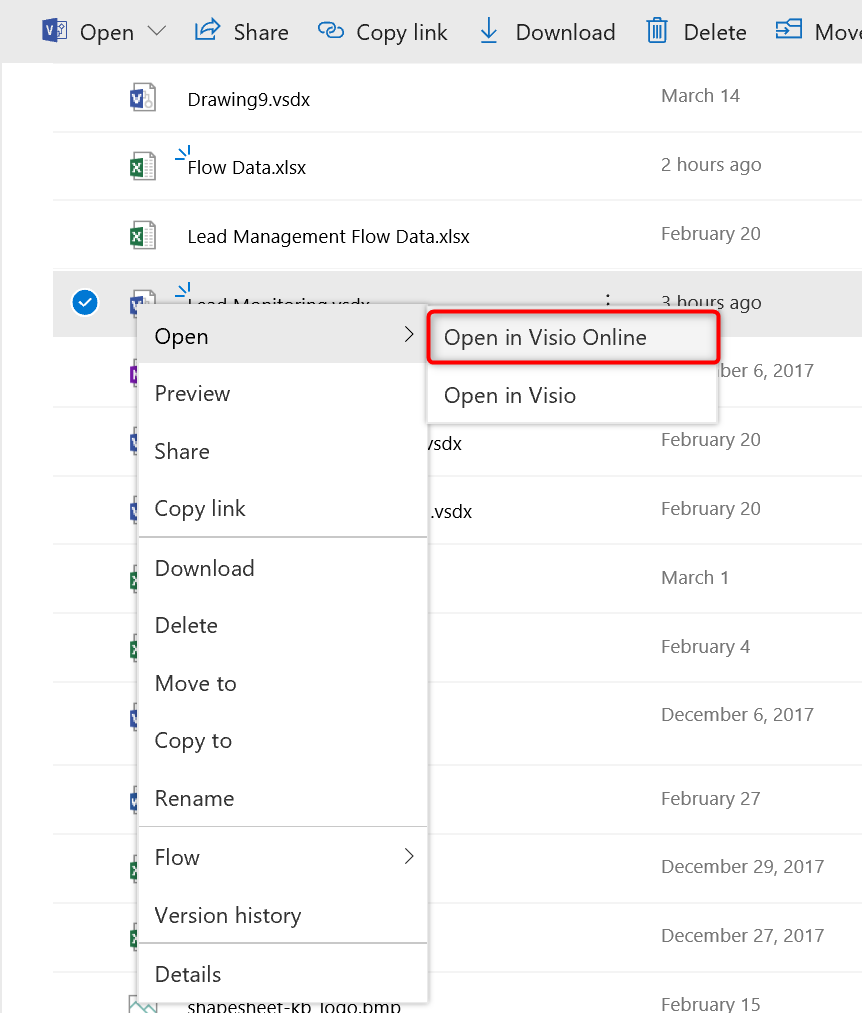 Open Share Copy link Download Delete Move
Drawing9.vsdx March 14
Flow Data.xlsx 2 hours ago
Lead Management Flow Data.xlsx February 20
Lead Monitoring.vsdx 3 hours ago
Open
Open in Visio Online
ber 6, 2017
Preview
Open in Visio
.vsdx February 20
Share
Copy link
.vsdx February 20
Download
March 1
Delete
February 4
Move to
December 6, 2017
Copy to
Rename
February 27
Flow
December 29, 2017
Version history
December 27, 2017
Details
shapesheet-kb_logo.bmp February 15